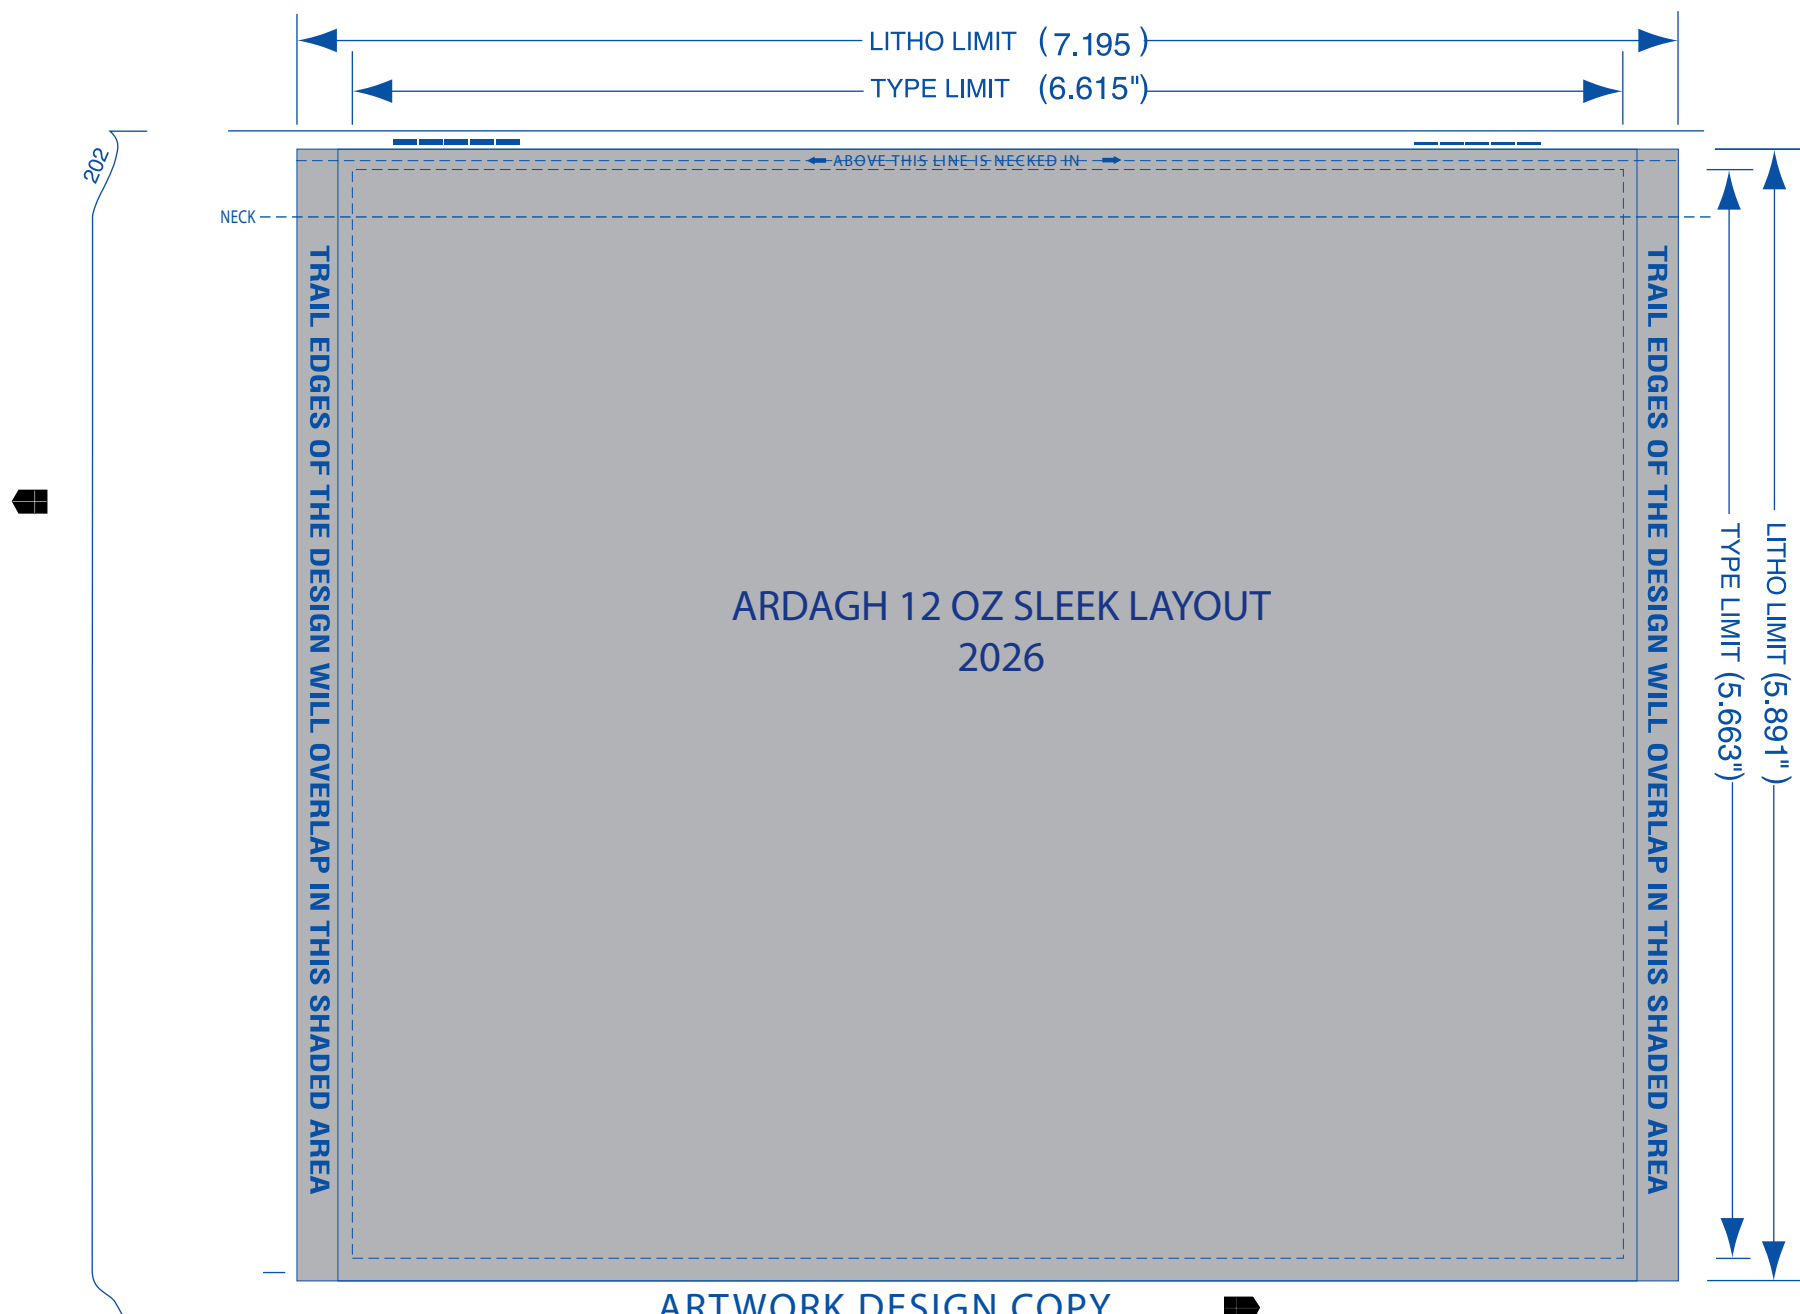 LITHO LIMIT (7.195 )
TYPE LIMIT (6.615")
202
ABOVE THIS LINE IS NECKED IN
NECK
TRAIL EDGES OF THE DESIGN WILL OVERLAP IN THIS SHADED AREA
ARDAGH 12 OZ SLEEK LAYOUT
2026
TRAIL EDGES OF THE DESIGN WILL OVERLAP IN THIS SHADED AREA
TYPE LIMIT (5.663")
LITHO LIMIT (5.891" )
ARTWORK DESIGN COPY